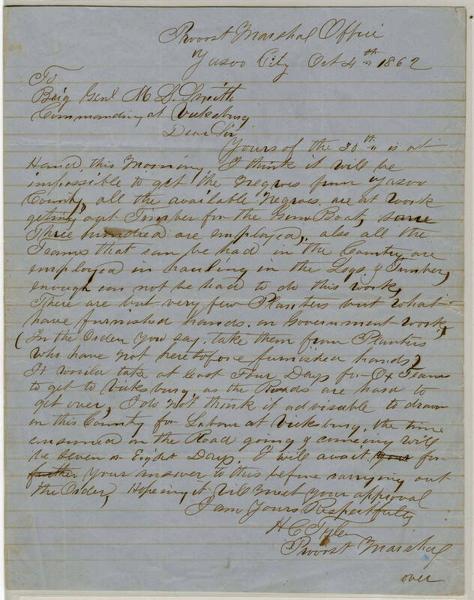 Provost Marshal Office
Yazoo City Oct 4th 1862
To
Brig Genl M L Smith
Commanding at Vicksburg
Dear Sir,
Yours of the 30th is at
Hand, this Morning, I think it will be
impossible to get the Negroes from Yazoo
County, all the available Negroes, are at work
getting out Timber for the Gun Boat, some
Three hundred are employed, also all the
Teams that can be had in the County are
employed in hauling in the Logs & Timber,
enough can not be had to do this work,
There are but very few Planters but what
have furnished hands, on Government work,
(In the Order You say, take them from Planters
who have not heretofore furnished hands)
It would take at least Four Days for Ox Teams
to get to Vicksburg, as the Roads are hard to
get over, I do Not think it advisable to draw
in this County for Labour at Vicksburg, the time
consumed on the Road going & comeing will
be Seven or Eight Days, I will await your for-
further Your answer to this before carrying out
the Order, Hopeing it will meet your approval
I am Yours Respectfully
H C Tyler
Provost Marshal
over